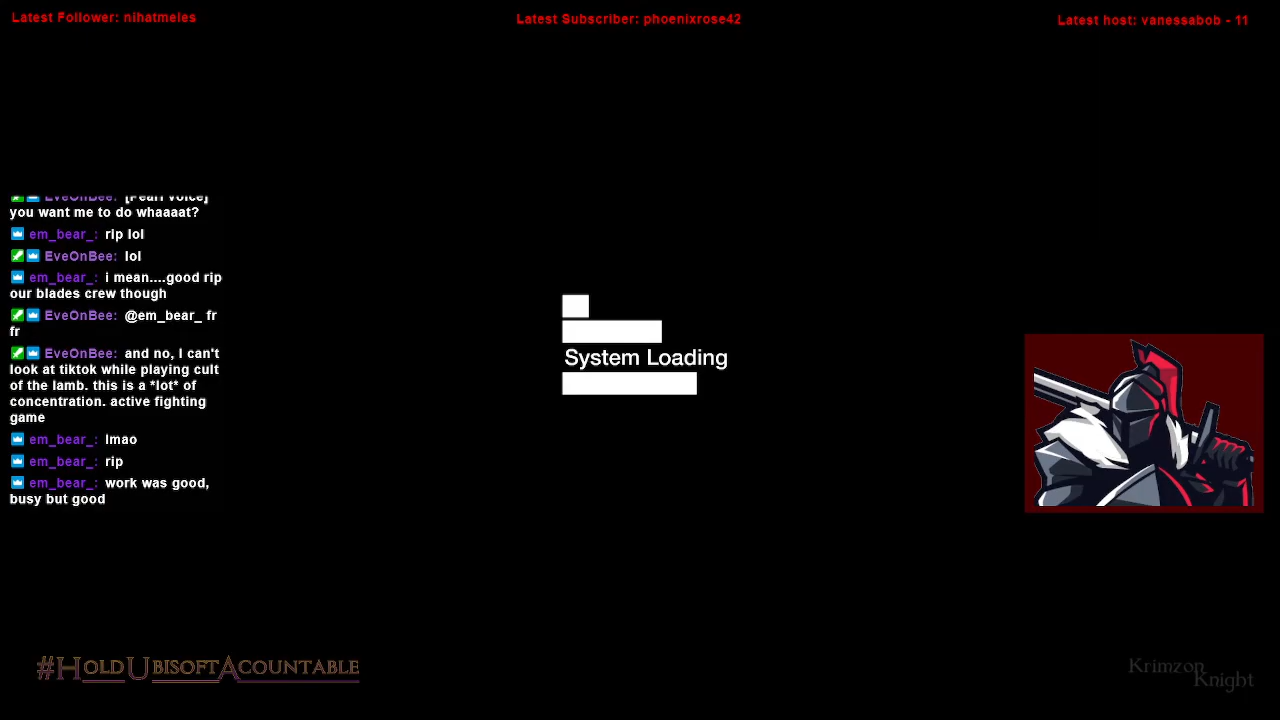 Latest Follower: nihatmeles
Latest Subscriber: phoenixrose42
Latest host: vanessabob - 11
EveOnBee: [Pearl voice]
you want me to do whaaaat?
em_bear_: rip lol
EveOnBee: lol
em_bear_: i mean....good rip
our blades crew though
EveOnBee: @em_bear_ fr
fr
EveOnBee: and no, I can't
look at tiktok while playing cult
of the lamb. this is a *lot* of
concentration. active fighting
game
em_bear_: lmao
em_bear_: rip
em_bear_: work was good,
busy but good
System Loading
#HoldUbisoftAcountable
Krimzon
Knight